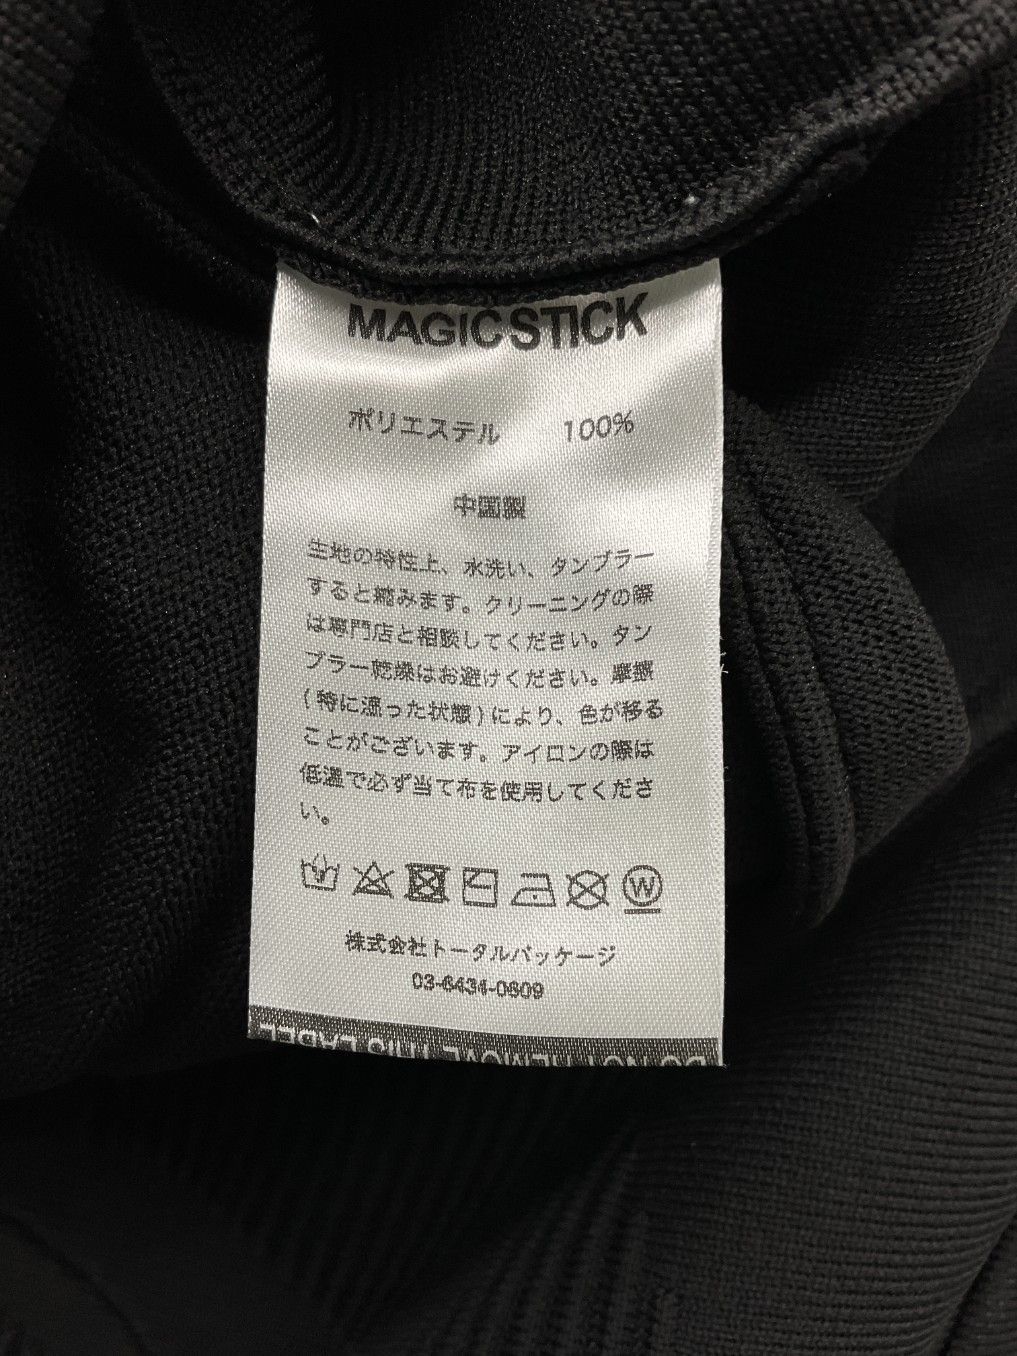 MAGIC STICK
ポリエステル 100%
中国製
生地の特性上、水洗い、タンブラー
すると縮みます。クリーニングの際
は専門店と相談してください。タン
ブラー乾燥はお避けください。摩擦
(特に湿った状態)により、色が移る
ことがございます。アイロンの際は
低温で必ず当て布を使用してくださ
い。
W
株式会社トータルパッケージ
03-6434-0609
DO NOT REMOVE THIS LABEL